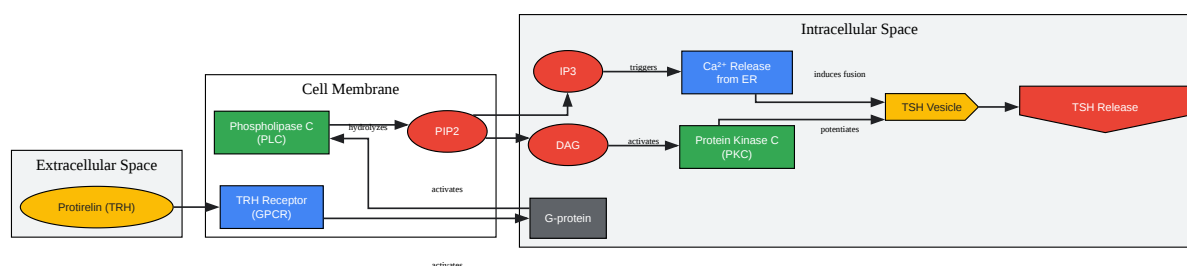 Extracellular Space
Protirelin (TRH)
Cell Membrane
Phospholipase C
(PLC)
hydrolyzes
PIP2
TRH Receptor
(GPCR)
activates
activates
Intracellular Space
IP3
triggers
Ca²⁺ Release
from ER
induces fusion
TSH Vesicle
TSH Release
DAG
activates
Protein Kinase C
(PKC)
potentiates
G-protein